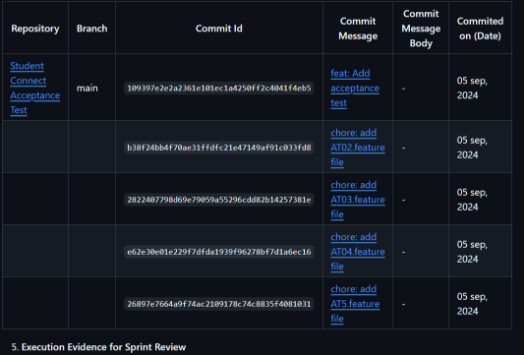 Repository Branch Commit Id Commit Message Commit Message Body Commited on (Date)
Student Connect Acceptance Test main 109397e2e2a2361e101ec1a4250ff2c4041f4eb5 feat: Add acceptance test - 05 sep, 2024
b38f24bb4f70ae31ffdfc21e47149af91c033fd8 chore: add AT02.feature file - 05 sep, 2024
2822407798d69e79059a55296cdd82b14257381e chore: add AT03.feature file - 05 sep, 2024
e62e30e01e229f7dfda1939f96278bf7d1a6ec16 chore: add AT04.feature file - 05 sep, 2024
26897e7664a9f74ac2109178c74c8835f4081031 chore: add AT5.feature file - 05 sep, 2024
5. Execution Evidence for Sprint Review